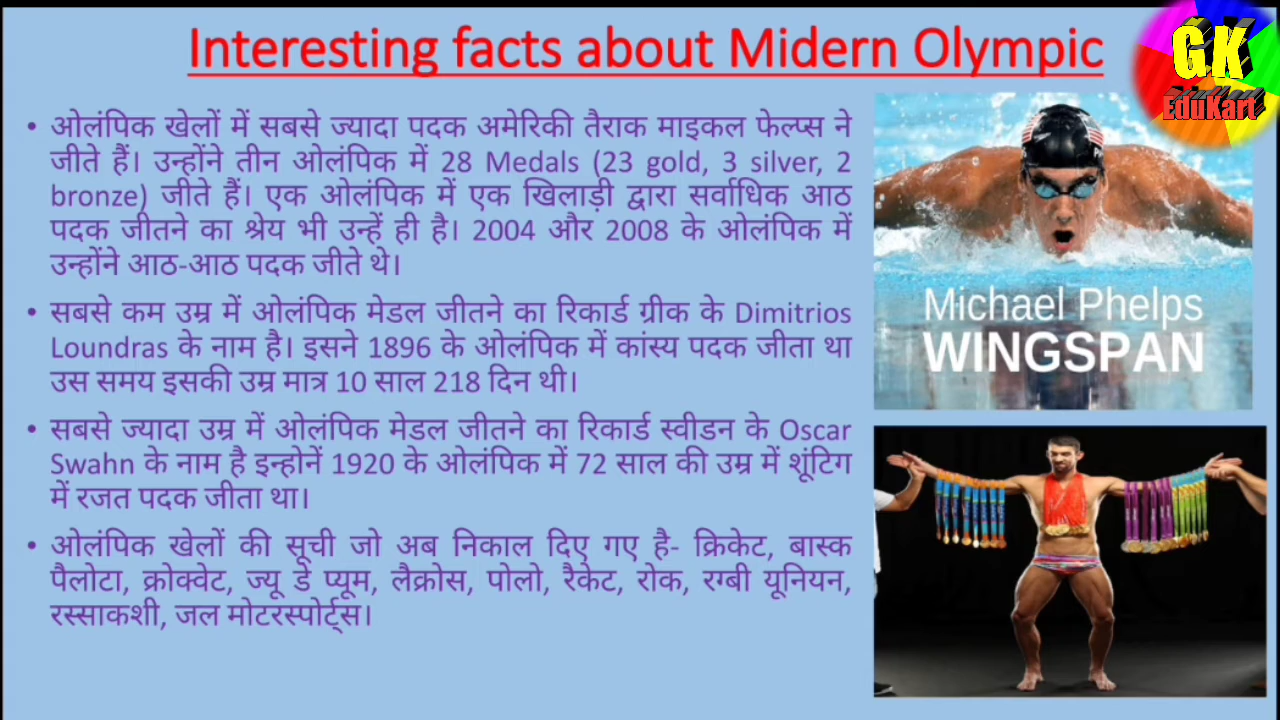 Interesting facts about Midern Olympic
GK
EduKart
• ओलंपिक खेलों में सबसे ज्यादा पदक अमेरिकी तैराक माइकल फेल्प्स ने
जीते हैं। उन्होंने तीन ओलंपिक में 28 Medals (23 gold, 3 silver, 2
bronze) जीते हैं। एक ओलंपिक में एक खिलाड़ी द्वारा सर्वाधिक आठ
पदक जीतने का श्रेय भी उन्हें ही है। 2004 और 2008 के ओलंपिक में
उन्होंने आठ-आठ पदक जीते थे।
• सबसे कम उम्र में ओलंपिक मेडल जीतने का रिकार्ड ग्रीक के Dimitrios
Loundras के नाम है। इसने 1896 के ओलंपिक में कांस्य पदक जीता था
उस समय इसकी उम्र मात्र 10 साल 218 दिन थी।
• सबसे ज्यादा उम्र में ओलंपिक मेडल जीतने का रिकार्ड स्वीडन के Oscar
Swahn के नाम है इन्होनें 1920 के ओलंपिक में 72 साल की उम्र में शूंटिग
में रजत पदक जीता था।
• ओलंपिक खेलों की सूची जो अब निकाल दिए गए है- क्रिकेट, बास्क
पैलोटा, क्रोक्वेट, ज्यू डे प्यूम, लैक्रोस, पोलो, रैकेट, रोक, रग्बी यूनियन,
रस्साकशी, जल मोटरस्पोर्ट्स।
Michael Phelps
WINGSPAN